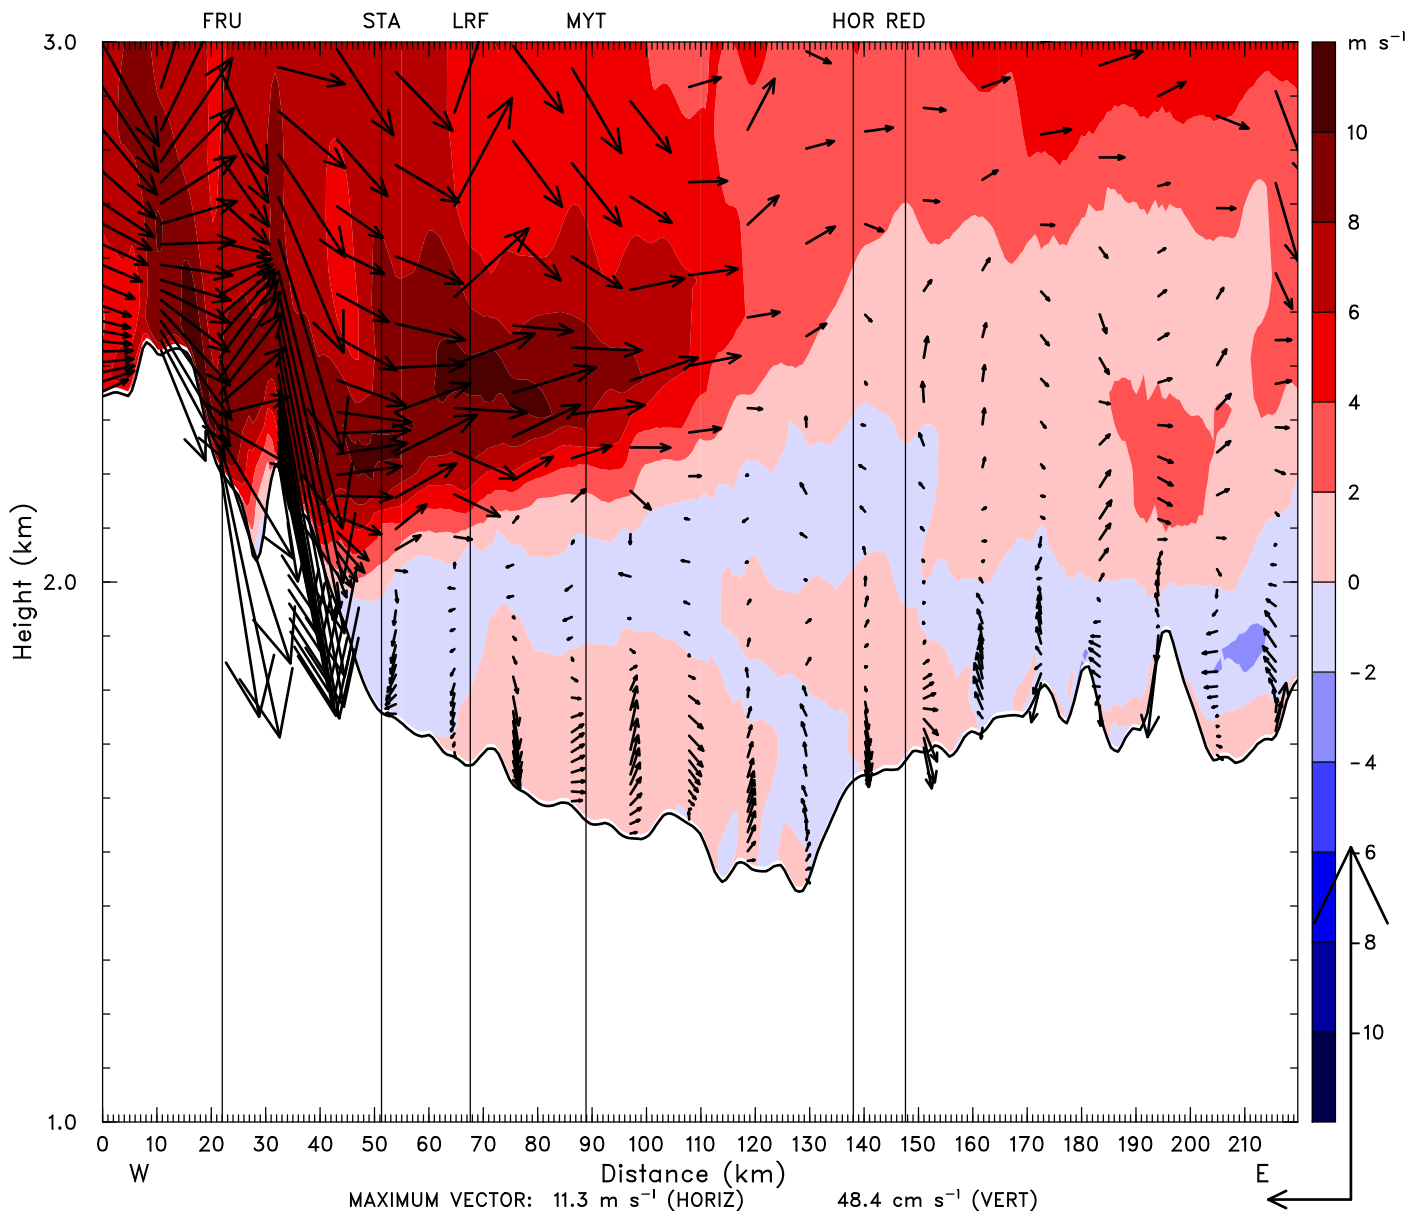 FRU STA LRF MYT HOR RED
3.0
m s⁻¹
10
8
6
4
2
2.0
0
-2
-4
-6
-8
-10
Height (km)
1.0
0 10 20 30 40 50 60 70 80 90 100 110 120 130 140 150 160 170 180 190 200 210
W Distance (km) E
MAXIMUM VECTOR: 11.3 m s⁻¹ (HORIZ) 48.4 cm s⁻¹ (VERT)